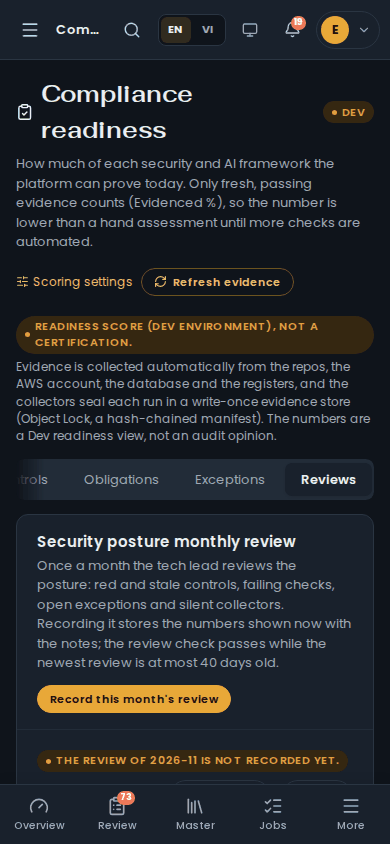 Com...
EN
VI
19
E
Compliance
readiness
DEV
How much of each security and AI framework the
platform can prove today. Only fresh, passing
evidence counts (Evidenced %), so the number is
lower than a hand assessment until more checks are
automated.
Scoring settings
Refresh evidence
READINESS SCORE (DEV ENVIRONMENT), NOT A
CERTIFICATION.
Evidence is collected automatically from the repos, the
AWS account, the database and the registers, and the
collectors seal each run in a write-once evidence store
(Object Lock, a hash-chained manifest). The numbers are
a Dev readiness view, not an audit opinion.
trols
Obligations
Exceptions
Reviews
Security posture monthly review
Once a month the tech lead reviews the
posture: red and stale controls, failing checks,
open exceptions and silent collectors.
Recording it stores the numbers shown now with
the notes; the review check passes while the
newest review is at most 40 days old.
Record this month's review
THE REVIEW OF 2026-11 IS NOT RECORDED YET.
73
Overview
Review
Master
Jobs
More